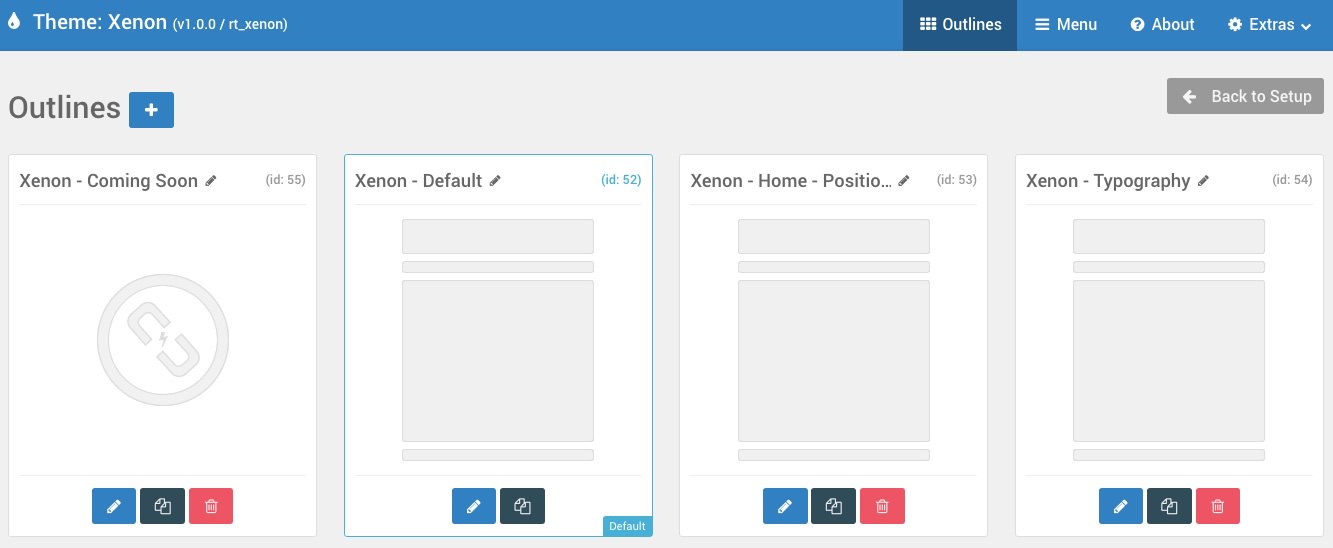 Theme: Xenon (v1.0.0 / rt_xenon)
Outlines
Menu
About
Extras
Outlines
Back to Setup
Xenon - Coming Soon
(id: 55)
Xenon - Default
(id: 52)
Xenon - Home - Positio...
(id: 53)
Xenon - Typography
(id: 54)
Default